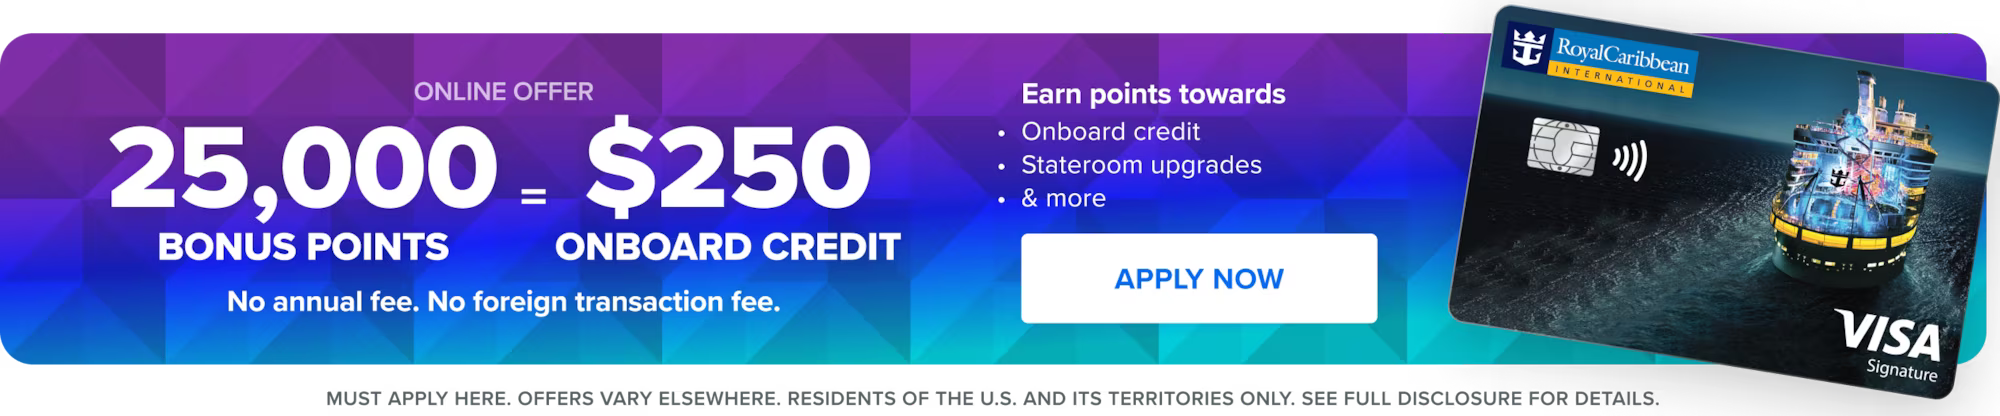 ONLINE OFFER
25,000 = $250
BONUS POINTS ONBOARD CREDIT
No annual fee. No foreign transaction fee.
Earn points towards
• Onboard credit
• Stateroom upgrades
• & more
APPLY NOW
RoyalCaribbean
INTERNATIONAL
VISA
Signature
MUST APPLY HERE. OFFERS VARY ELSEWHERE. RESIDENTS OF THE U.S. AND ITS TERRITORIES ONLY. SEE FULL DISCLOSURE FOR DETAILS.